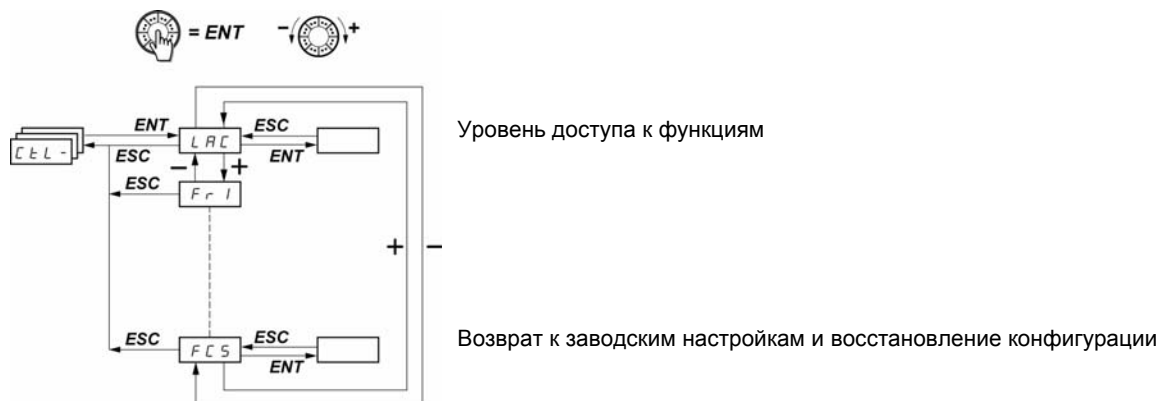 = ENT - +
ENT ESC
LAC Уровень доступа к функциям
CtL - ESC ENT
- +
ESC
Fr1
+ -
ESC ESC
FCS Возврат к заводским настройкам и восстановление конфигурации
ENT